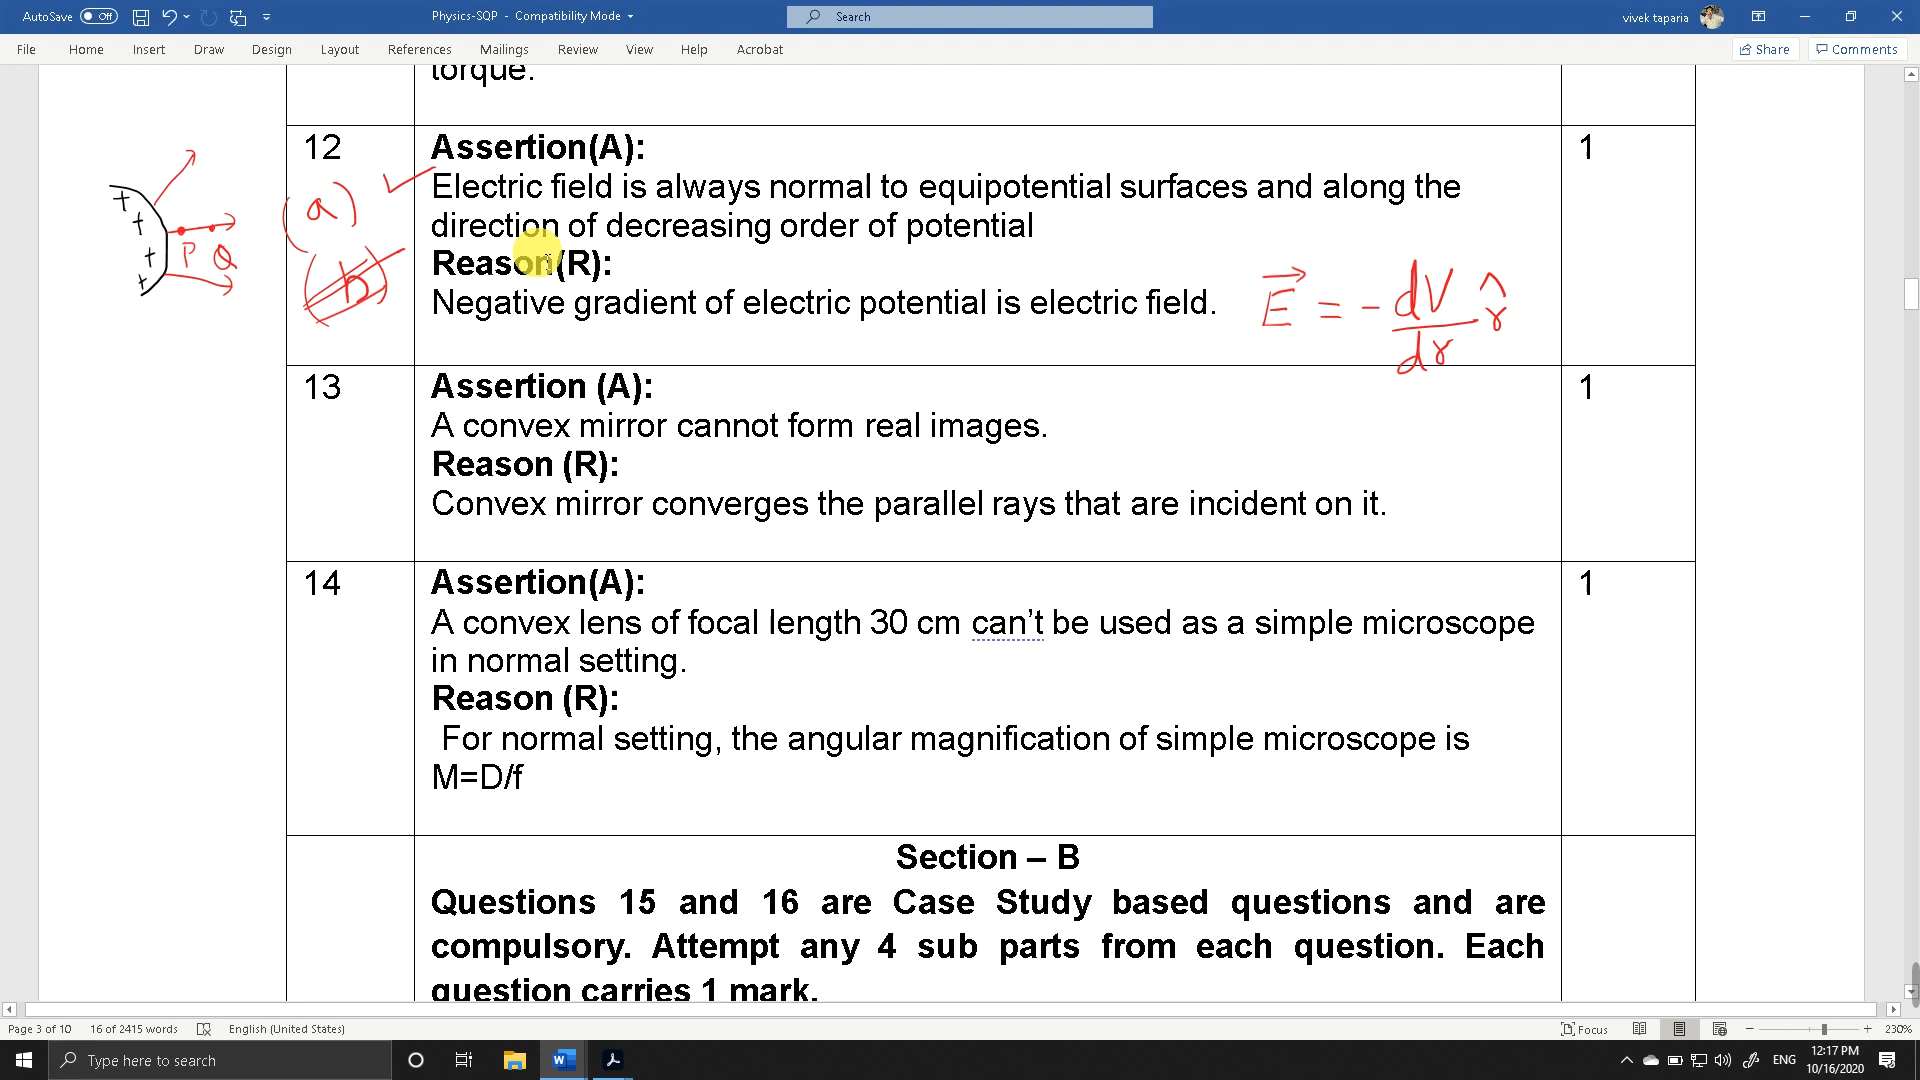 AutoSave Off
Physics-SQP - Compatibility Mode
Search
vivek taparia
File Home Insert Draw Design Layout References Mailings Review View Help Acrobat
Share Comments
torque.
12
Assertion(A):
1
Electric field is always normal to equipotential surfaces and along the
direction of decreasing order of potential
Reason(R):
Negative gradient of electric potential is electric field.
(a)
(b)
+
+
+
+
P Q
E = - dV/dr r̂
13
Assertion (A):
1
A convex mirror cannot form real images.
Reason (R):
Convex mirror converges the parallel rays that are incident on it.
14
Assertion(A):
1
A convex lens of focal length 30 cm can’t be used as a simple microscope
in normal setting.
Reason (R):
For normal setting, the angular magnification of simple microscope is
M=D/f
Section – B
Questions 15 and 16 are Case Study based questions and are
compulsory. Attempt any 4 sub parts from each question. Each
question carries 1 mark.
Page 3 of 10 16 of 2415 words English (United States)
Focus
230%
Type here to search
ENG
12:17 PM
10/16/2020